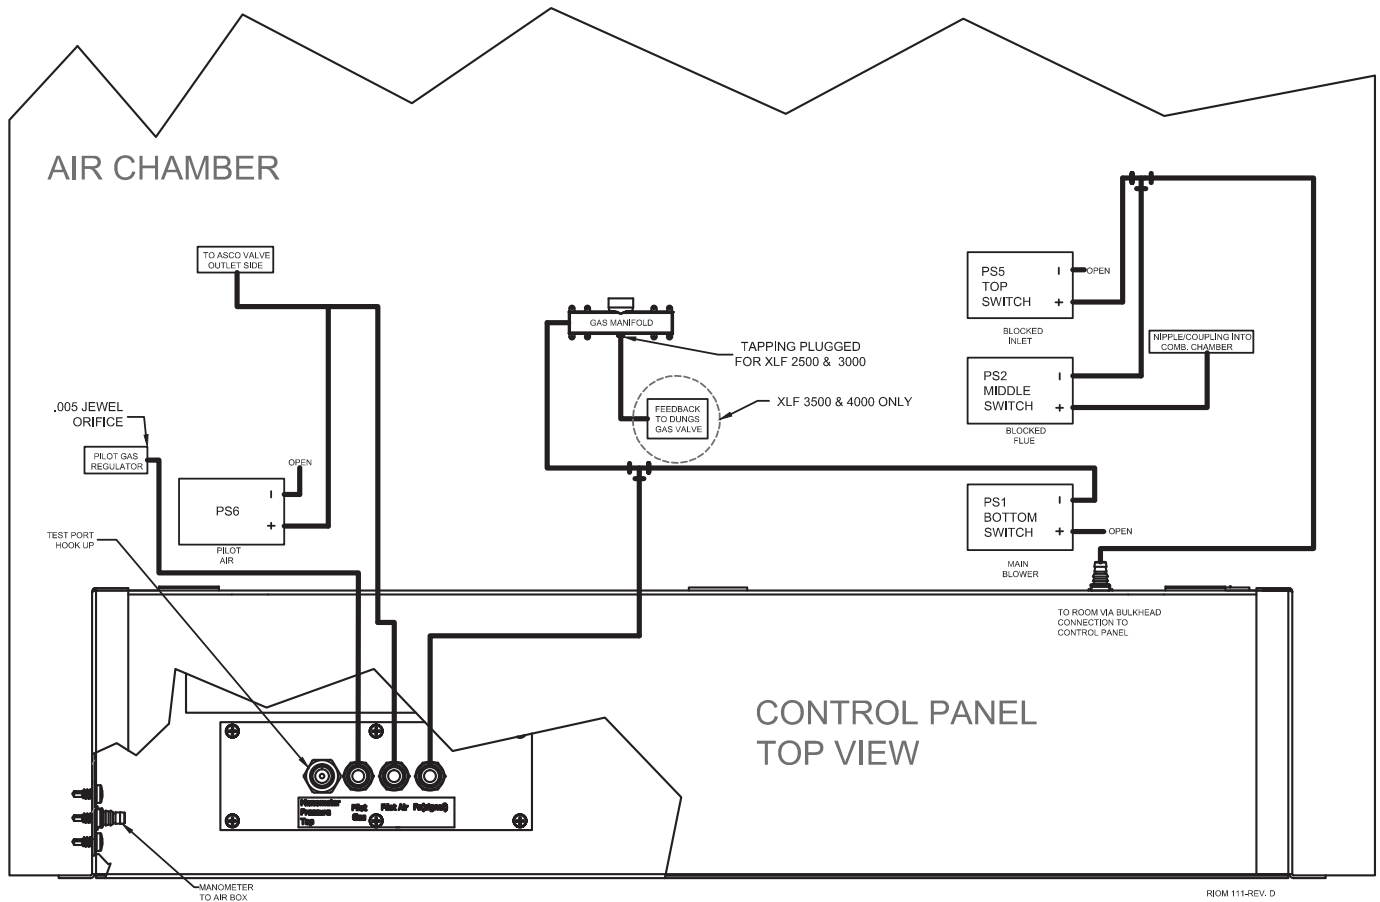 AIR CHAMBER
TO ASCO VALVE
OUTLET SIDE
.005 JEWEL
ORIFICE
PILOT GAS
REGULATOR
OPEN
PS6
-
+
PILOT
AIR
TEST PORT
HOOK UP
GAS MANIFOLD
TAPPING PLUGGED
FOR XLF 2500 & 3000
FEEDBACK
TO DUNGS
GAS VALVE
XLF 3500 & 4000 ONLY
PS5
TOP
SWITCH
-
+
OPEN
BLOCKED
INLET
NIPPLE/COUPLING INTO
COMB. CHAMBER
PS2
MIDDLE
SWITCH
-
+
BLOCKED
FLUE
PS1
BOTTOM
SWITCH
-
+
OPEN
MAIN
BLOWER
TO ROOM VIA BULKHEAD
CONNECTION TO
CONTROL PANEL
CONTROL PANEL
TOP VIEW
Manometer
Pressure
Tap
Pilot
Gas
Pilot Air
Fe(signal)
MANOMETER
TO AIR BOX
RIOM 111-REV. D